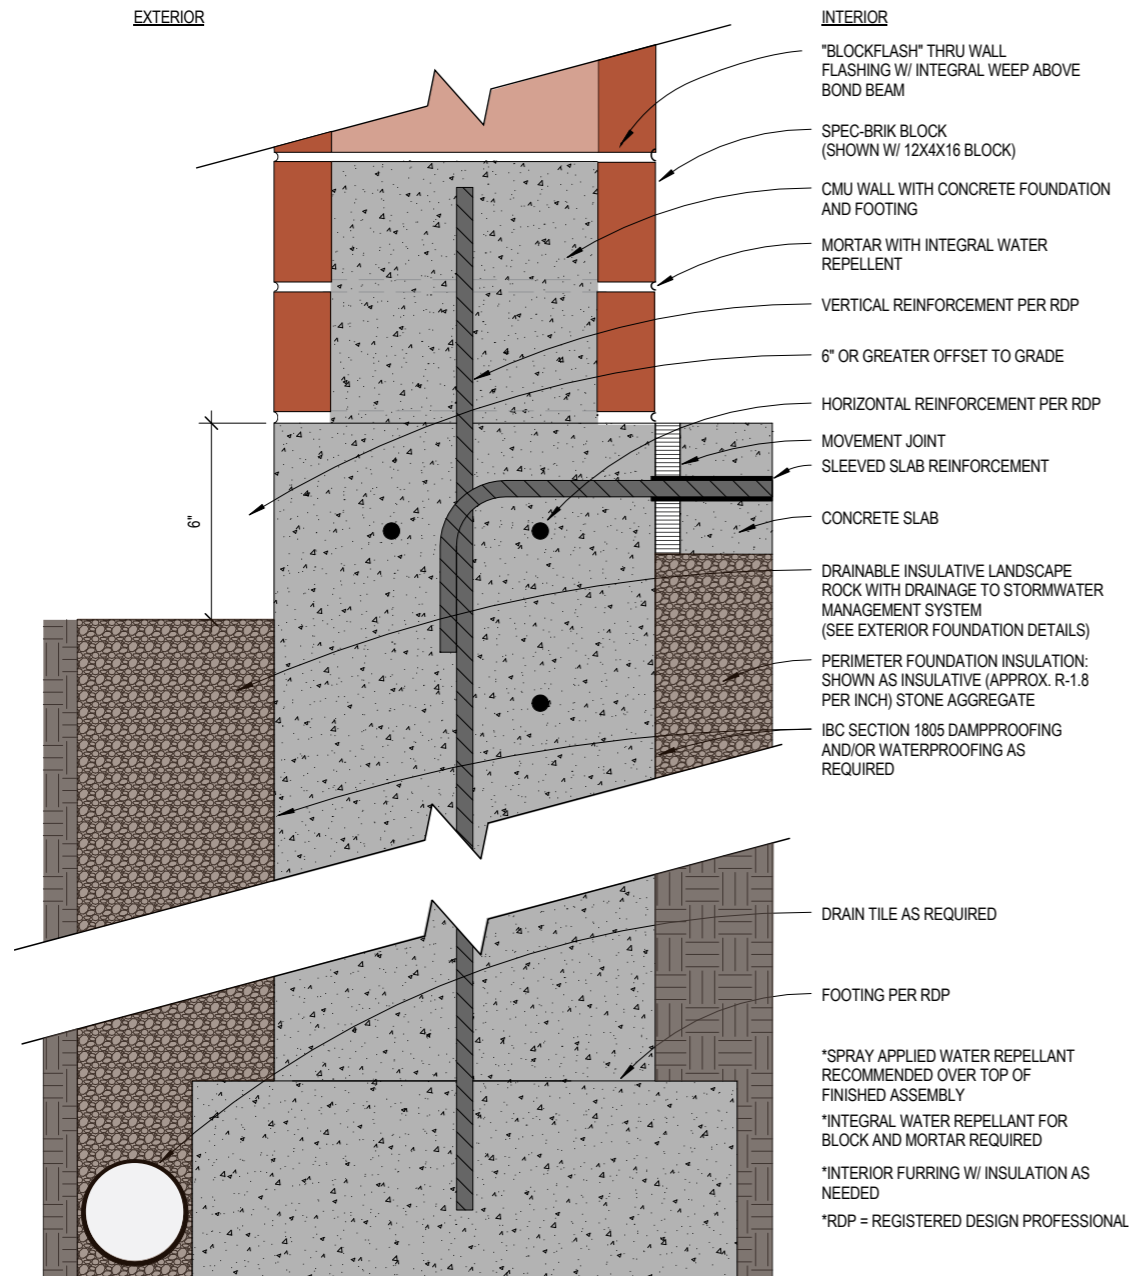 EXTERIOR
INTERIOR
"BLOCKFLASH" THRU WALL
FLASHING W/ INTEGRAL WEEP ABOVE
BOND BEAM
SPEC-BRIK BLOCK
(SHOWN W/ 12X4X16 BLOCK)
CMU WALL WITH CONCRETE FOUNDATION
AND FOOTING
MORTAR WITH INTEGRAL WATER
REPELLENT
VERTICAL REINFORCEMENT PER RDP
6" OR GREATER OFFSET TO GRADE
HORIZONTAL REINFORCEMENT PER RDP
MOVEMENT JOINT
SLEEVED SLAB REINFORCEMENT
6"
CONCRETE SLAB
DRAINABLE INSULATIVE LANDSCAPE
ROCK WITH DRAINAGE TO STORMWATER
MANAGEMENT SYSTEM
(SEE EXTERIOR FOUNDATION DETAILS)
PERIMETER FOUNDATION INSULATION:
SHOWN AS INSULATIVE (APPROX. R-1.8
PER INCH) STONE AGGREGATE
IBC SECTION 1805 DAMPPROOFING
AND/OR WATERPROOFING AS
REQUIRED
DRAIN TILE AS REQUIRED
FOOTING PER RDP
*SPRAY APPLIED WATER REPELLANT
RECOMMENDED OVER TOP OF
FINISHED ASSEMBLY
*INTEGRAL WATER REPELLANT FOR
BLOCK AND MORTAR REQUIRED
*INTERIOR FURRING W/ INSULATION AS
NEEDED
*RDP = REGISTERED DESIGN PROFESSIONAL